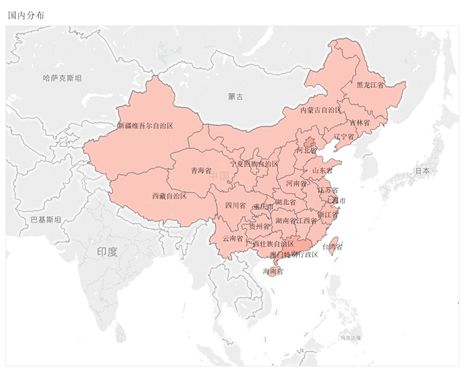 国内分布
哈萨克斯坦
蒙古
黑龙江省
内蒙古自治区
吉林省
新疆维吾尔自治区
辽宁省
河北省
日本
宁夏回族自治区
山东省
青海省
中国
河南省
江苏省
西藏自治区
四川省
重庆市
湖北省
海市
巴基斯坦
浙江省
湖南省
江西省
贵州省
云南省
西壮族自治区
台湾省
印度
澳门特别行政区
海南省